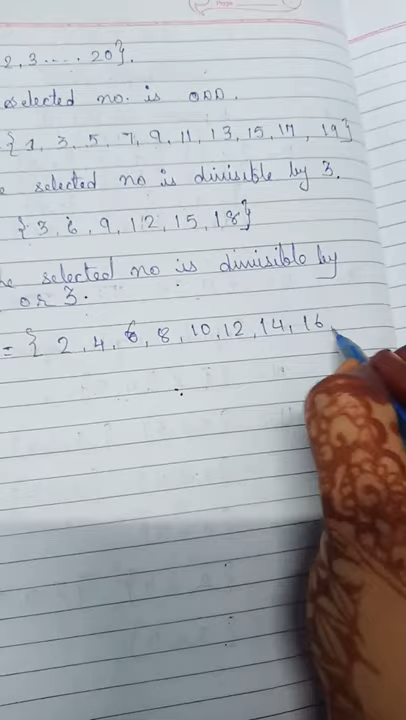 2, 3 .... 20}.
selected no. is ODD.
{1, 3, 5, 7, 9, 11, 13, 15, 17, 19}
selected no is divisible by 3.
{3, 6, 9, 12, 15, 18}
selected no is divisible by
or 3.
= { 2, 4, 6, 8, 10, 12, 14, 16